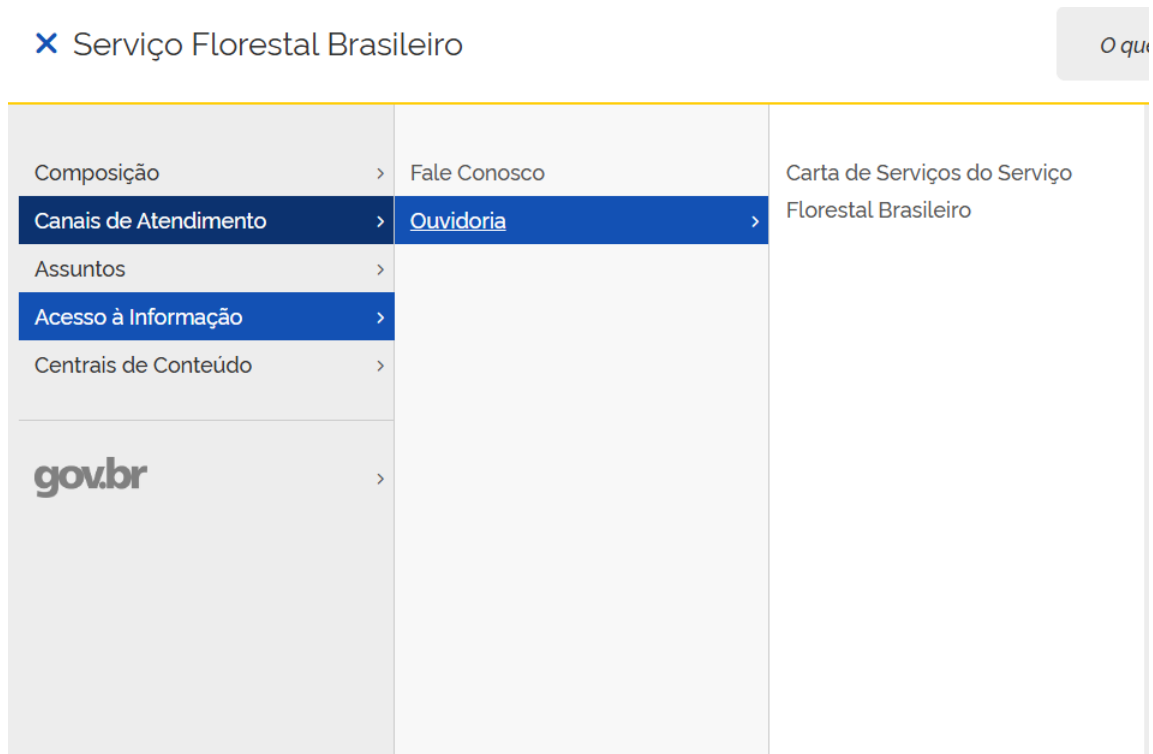 Serviço Florestal Brasileiro
O que
Composição
Canais de Atendimento
Assuntos
Acesso à Informação
Centrais de Conteúdo
gov.br
Fale Conosco
Ouvidoria
Carta de Serviços do Serviço
Florestal Brasileiro